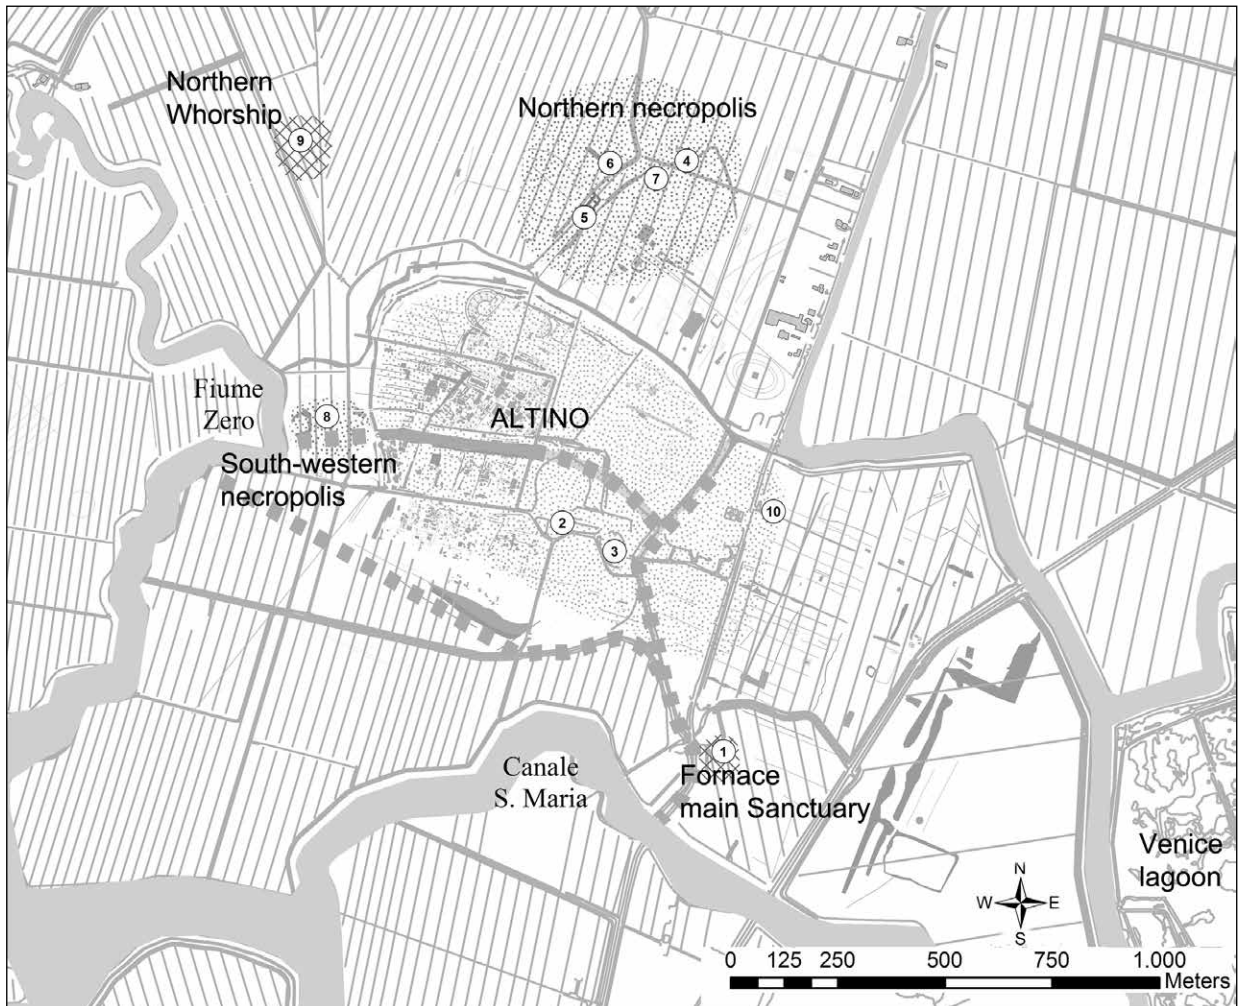 Northern
Whorship
9
Northern necropolis
6
4
7
5
Fiume
Zero
8
ALTINO
South-western
necropolis
2
10
3
1
Fornace
main Sanctuary
Canale
S. Maria
Venice
lagoon
N
W
E
S
0 125 250 500 750 1.000
Meters